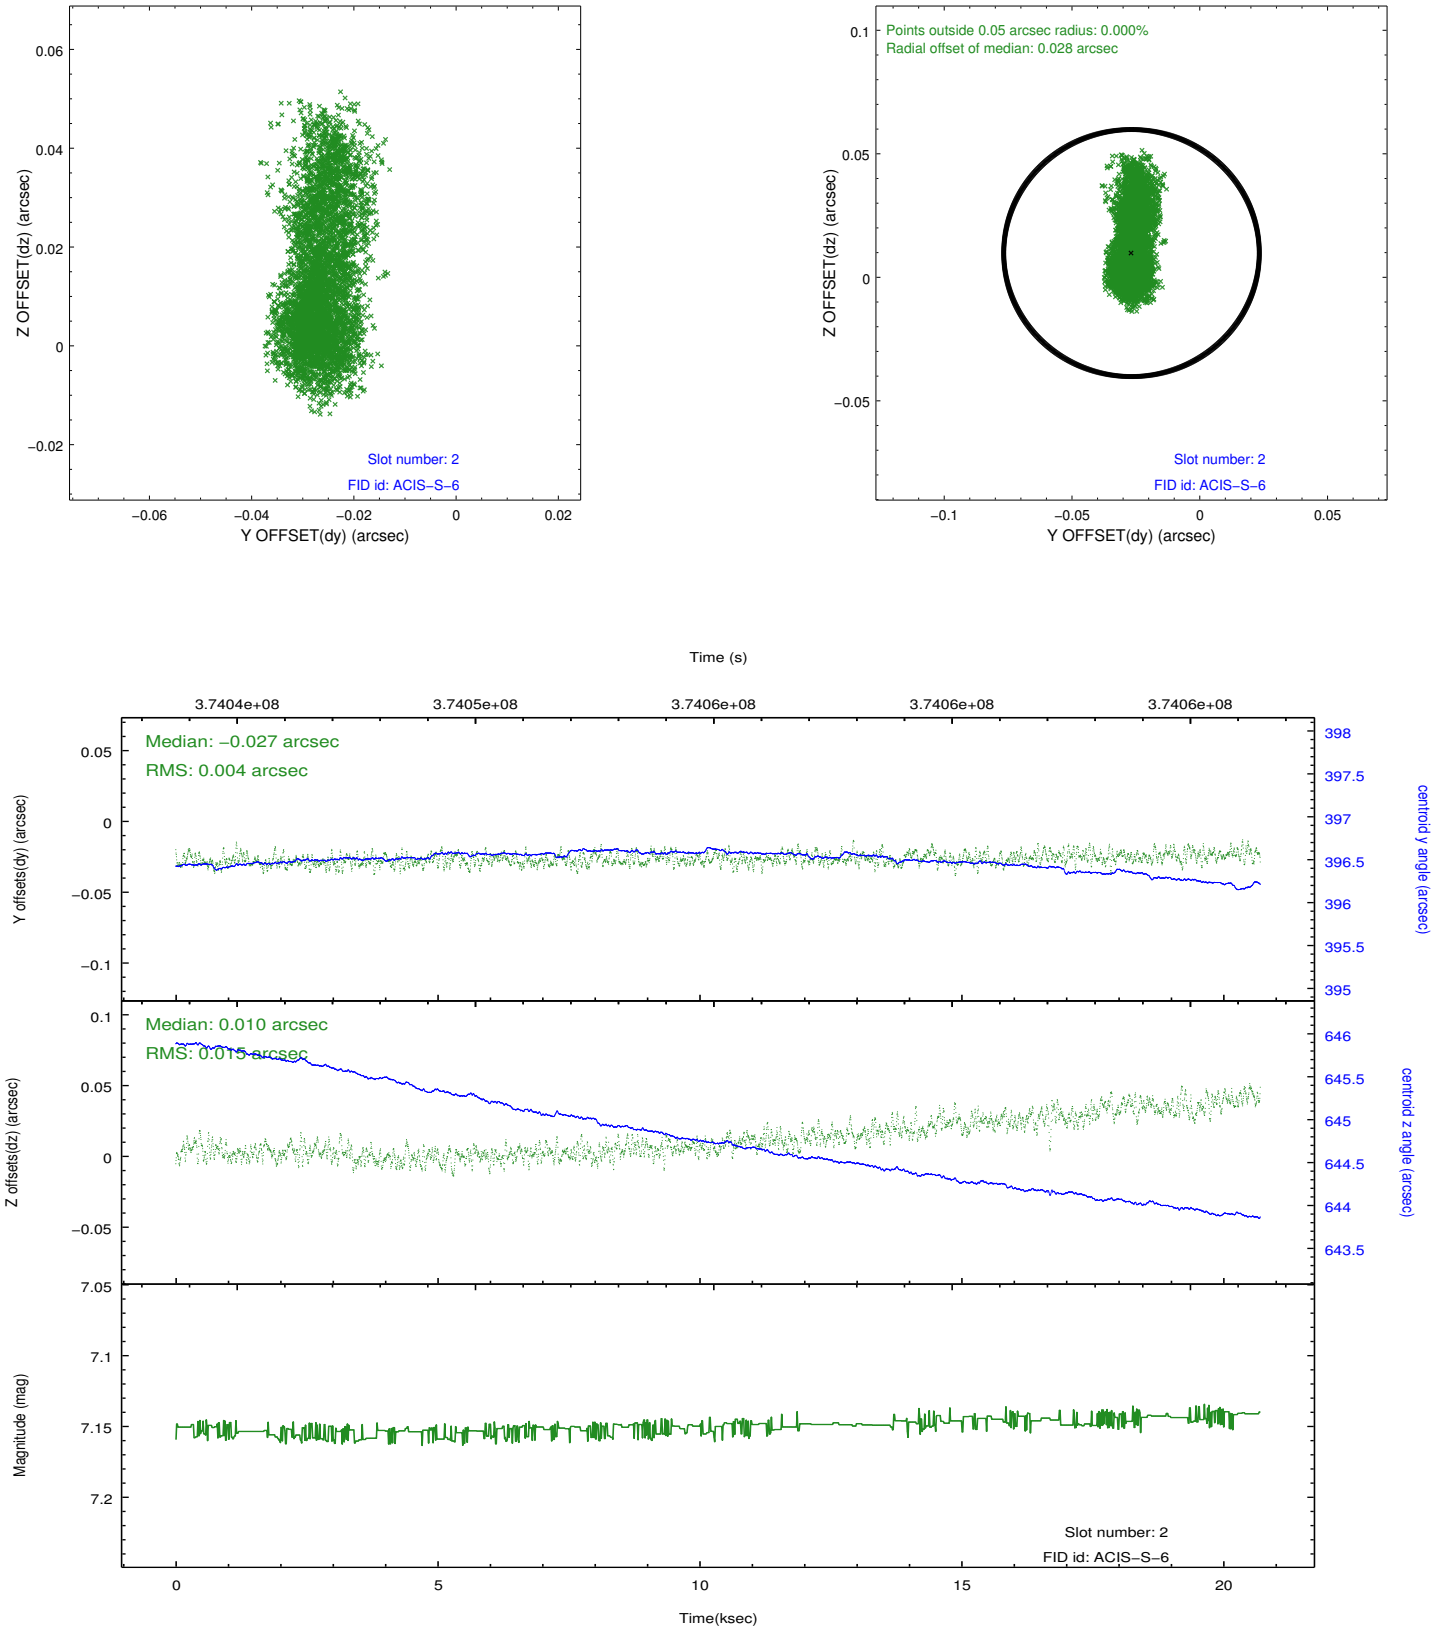 0.06
0.04
0.02
0
−0.02
Z OFFSET(dz) (arcsec)
Slot number: 2
FID id: ACIS−S−6
−0.06
−0.04
−0.02
0
0.02
Y OFFSET(dy) (arcsec)
Points outside 0.05 arcsec radius: 0.000%
Radial offset of median: 0.028 arcsec
0.1
0.05
0
−0.05
Z OFFSET(dz) (arcsec)
Slot number: 2
FID id: ACIS−S−6
−0.1
−0.05
0
0.05
Y OFFSET(dy) (arcsec)
Time (s)
3.7404e+08
3.7405e+08
3.7406e+08
3.7406e+08
3.7406e+08
Median: −0.027 arcsec
RMS: 0.004 arcsec
0.05
0
−0.05
−0.1
Y offsets(dy) (arcsec)
398
397.5
397
396.5
396
395.5
395
centroid y angle (arcsec)
Median: 0.010 arcsec
RMS: 0.015 arcsec
0.1
0.05
0
−0.05
Z offsets(dz) (arcsec)
646
645.5
645
644.5
644
643.5
centroid z angle (arcsec)
7.05
7.1
7.15
7.2
Magnitude (mag)
Slot number: 2
FID id: ACIS−S−6
0
5
10
15
20
Time(ksec)